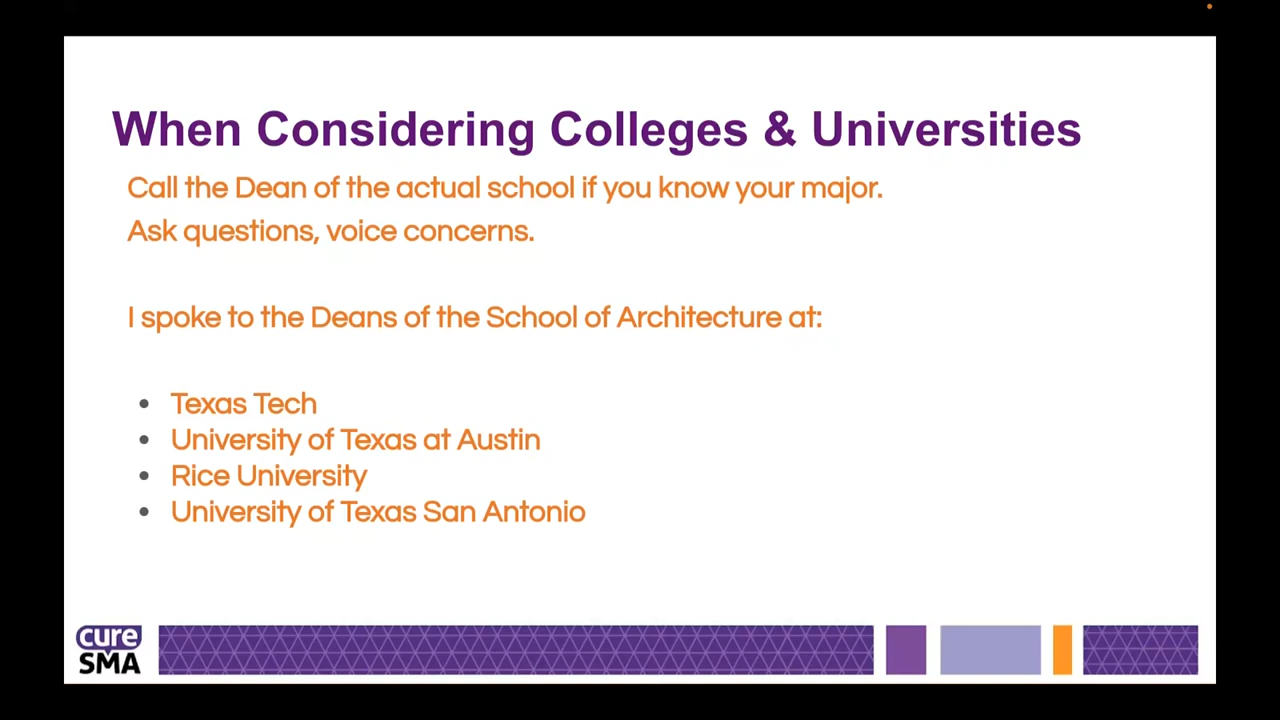 When Considering Colleges & Universities
Call the Dean of the actual school if you know your major.
Ask questions, voice concerns.
I spoke to the Deans of the School of Architecture at:
• Texas Tech
• University of Texas at Austin
• Rice University
• University of Texas San Antonio
cure
SMA